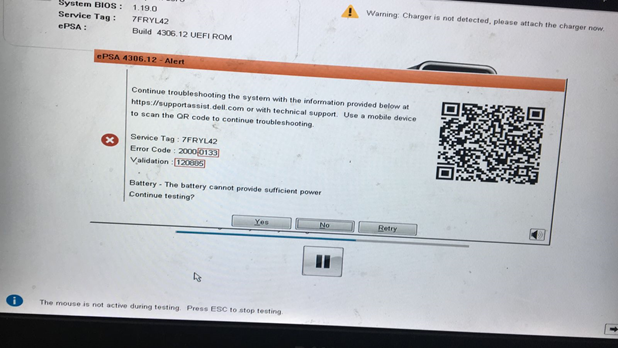 System BIOS : 1.19.0
Service Tag : 7FRYL42
ePSA : Build 4306.12 UEFI ROM
Warning: Charger is not detected, please attach the charger now.
ePSA 4306.12 - Alert
Continue troubleshooting the system with the information provided below at
https://supportassist.dell.com or with technical support. Use a mobile device
to scan the QR code to continue troubleshooting.
Service Tag : 7FRYL42
Error Code : 2000-0133
Validation : 120885
Battery - The battery cannot provide sufficient power
Continue testing?
Yes
No
Retry
The mouse is not active during testing. Press ESC to stop testing.